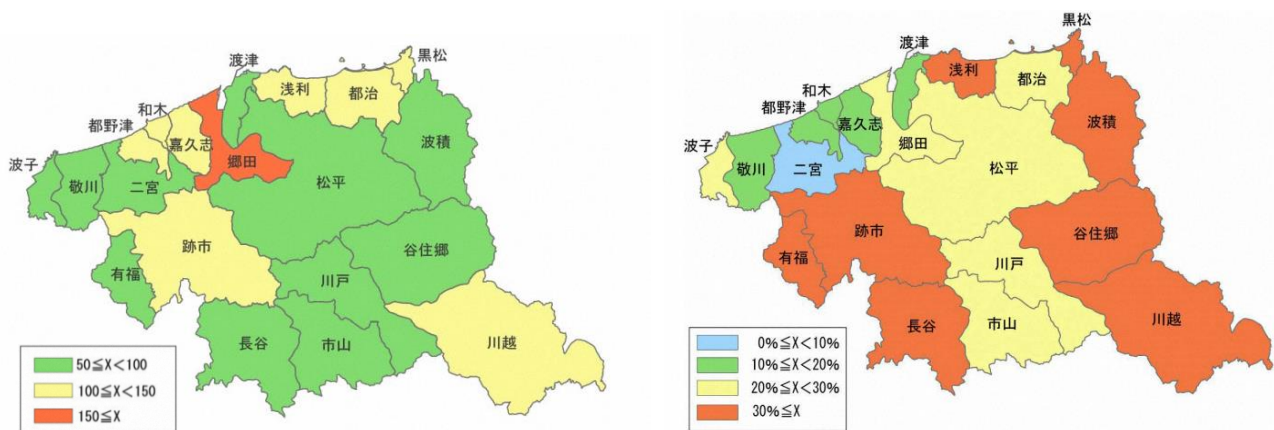 渡津
黒松
浅利
都治
和木
都野津
嘉久志
波積
波子
郷田
敬川
二宮
松平
跡市
谷住郷
有福
川戸
長谷
市山
川越
50≦X<100
100≦X<150
150≦X
黒松
渡津
浅利
都治
和木
都野津
嘉久志
波積
波子
郷田
敬川
二宮
松平
跡市
谷住郷
有福
川戸
長谷
市山
川越
0%≦X<10%
10%≦X<20%
20%≦X<30%
30%≦X